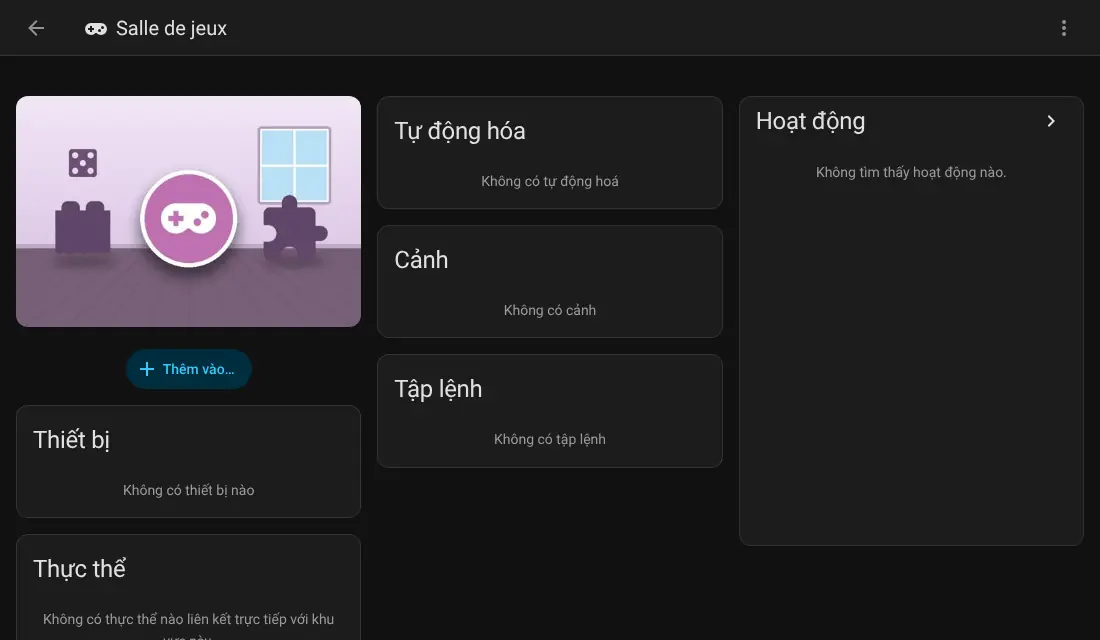 Salle de jeux
Thêm vào...
Thiết bị
Không có thiết bị nào
Thực thể
Không có thực thể nào liên kết trực tiếp với khu
Tự động hóa
Không có tự động hoá
Cảnh
Không có cảnh
Tập lệnh
Không có tập lệnh
Hoạt động
Không tìm thấy hoạt động nào.